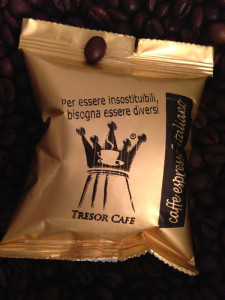 Per essere insostituibili,
bisogna essere diversi
®
TRESOR CAFE
caffè espresso italiano